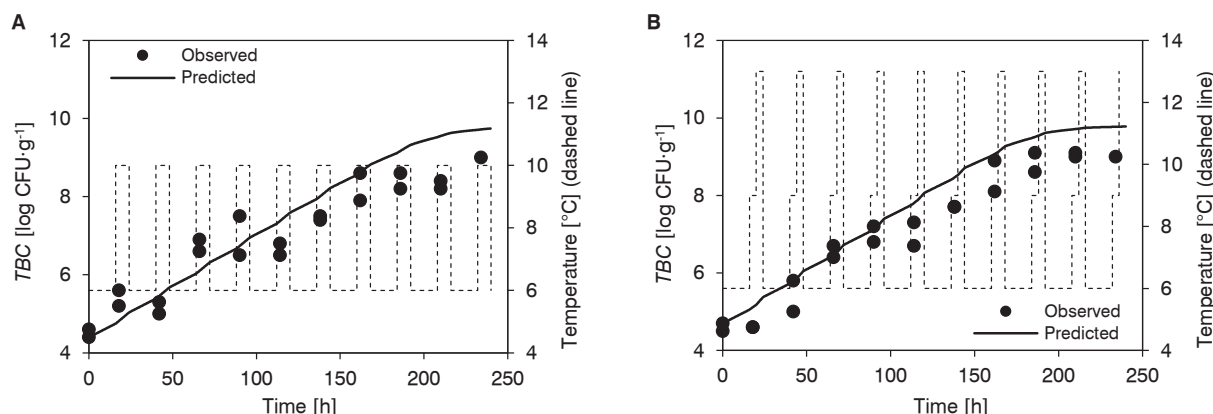 A
12
10
8
6
4
TBC [log CFU·g⁻¹]
Observed
Predicted
14
12
10
8
6
4
Temperature [°C] (dashed line)
0 50 100 150 200 250
Time [h]
B
12
10
8
6
4
TBC [log CFU·g⁻¹]
Observed
Predicted
14
12
10
8
6
4
Temperature [°C] (dashed line)
0 50 100 150 200 250
Time [h]